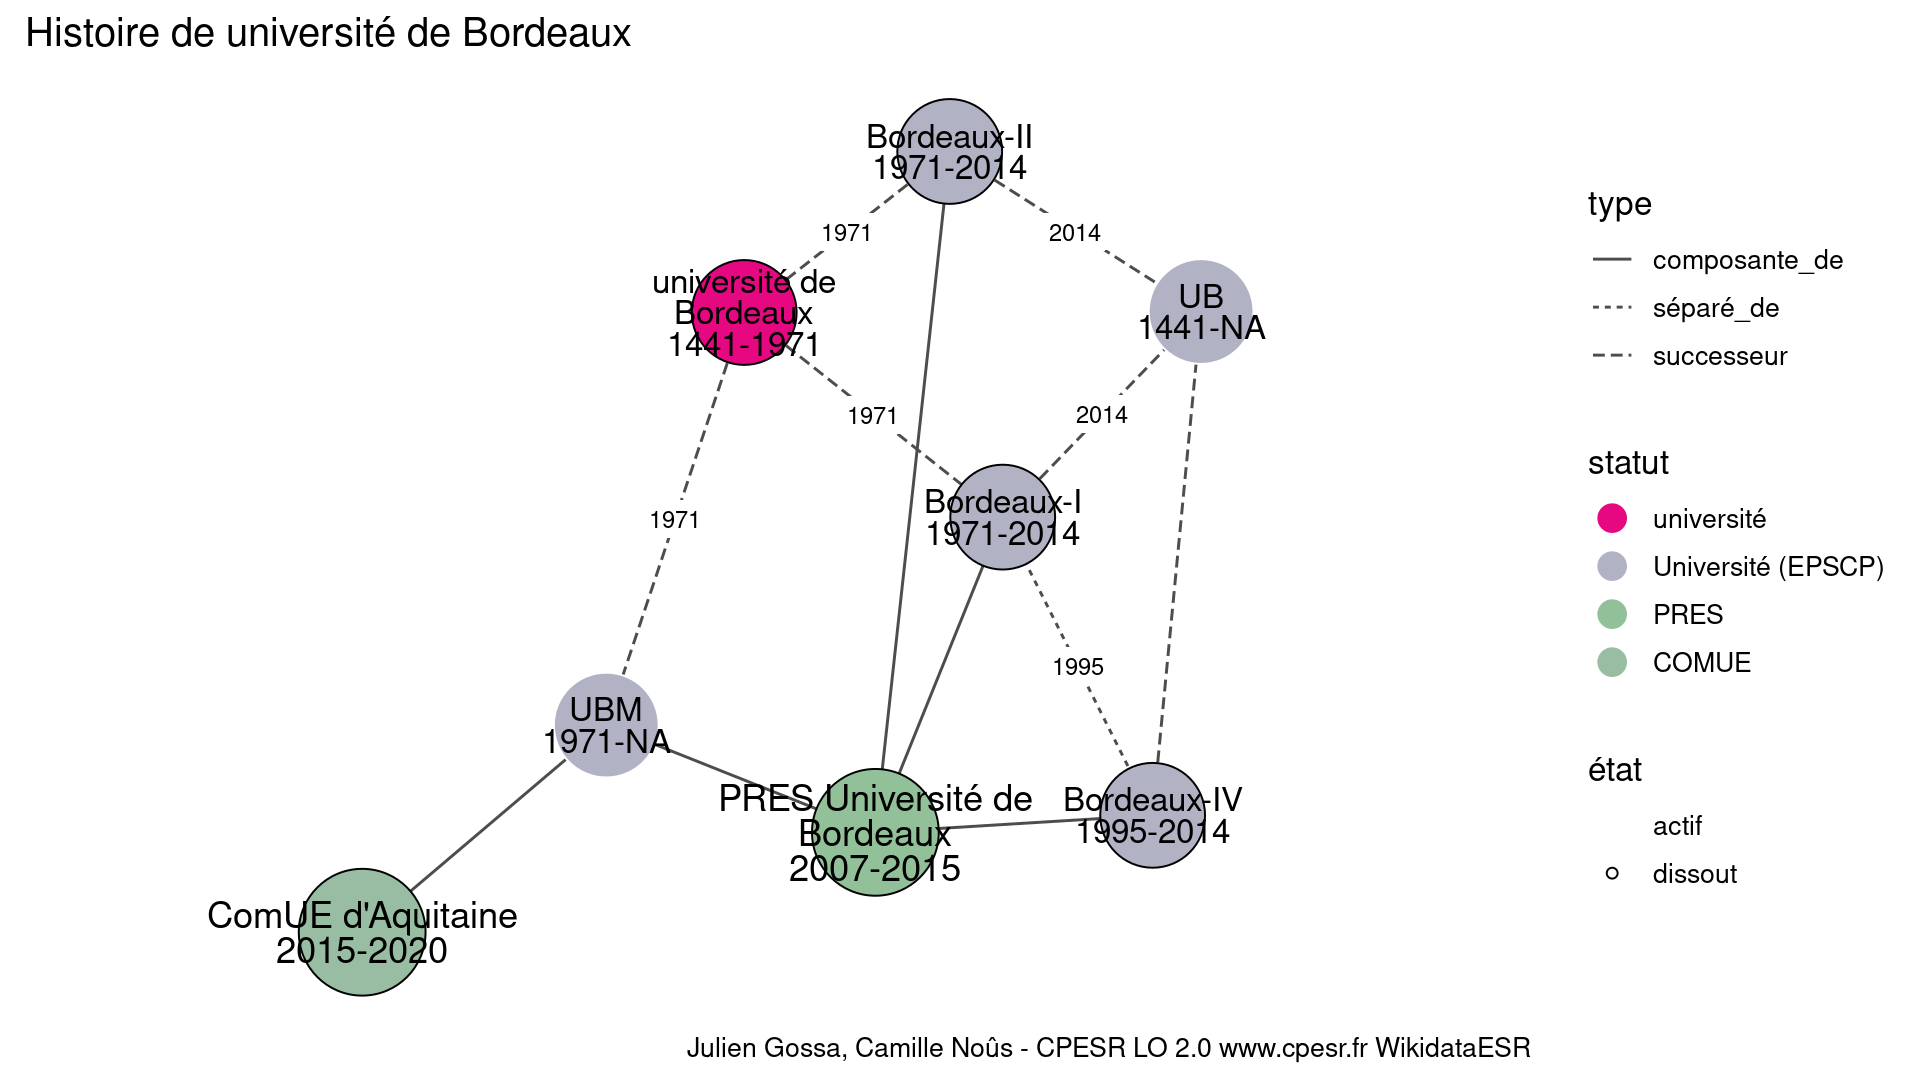 Histoire de université de Bordeaux
Bordeaux-II
1971-2014
1971
2014
université de
Bordeaux
1441-1971
UB
1441-NA
1971
2014
Bordeaux-I
1971-2014
1971
1995
UBM
1971-NA
PRES Université de
Bordeaux
2007-2015
Bordeaux-IV
1995-2014
ComUE d'Aquitaine
2015-2020
type
composante_de
séparé_de
successeur
statut
université
Université (EPSCP)
PRES
COMUE
état
actif
dissout
Julien Gossa, Camille Noûs - CPESR LO 2.0 www.cpesr.fr WikidataESR